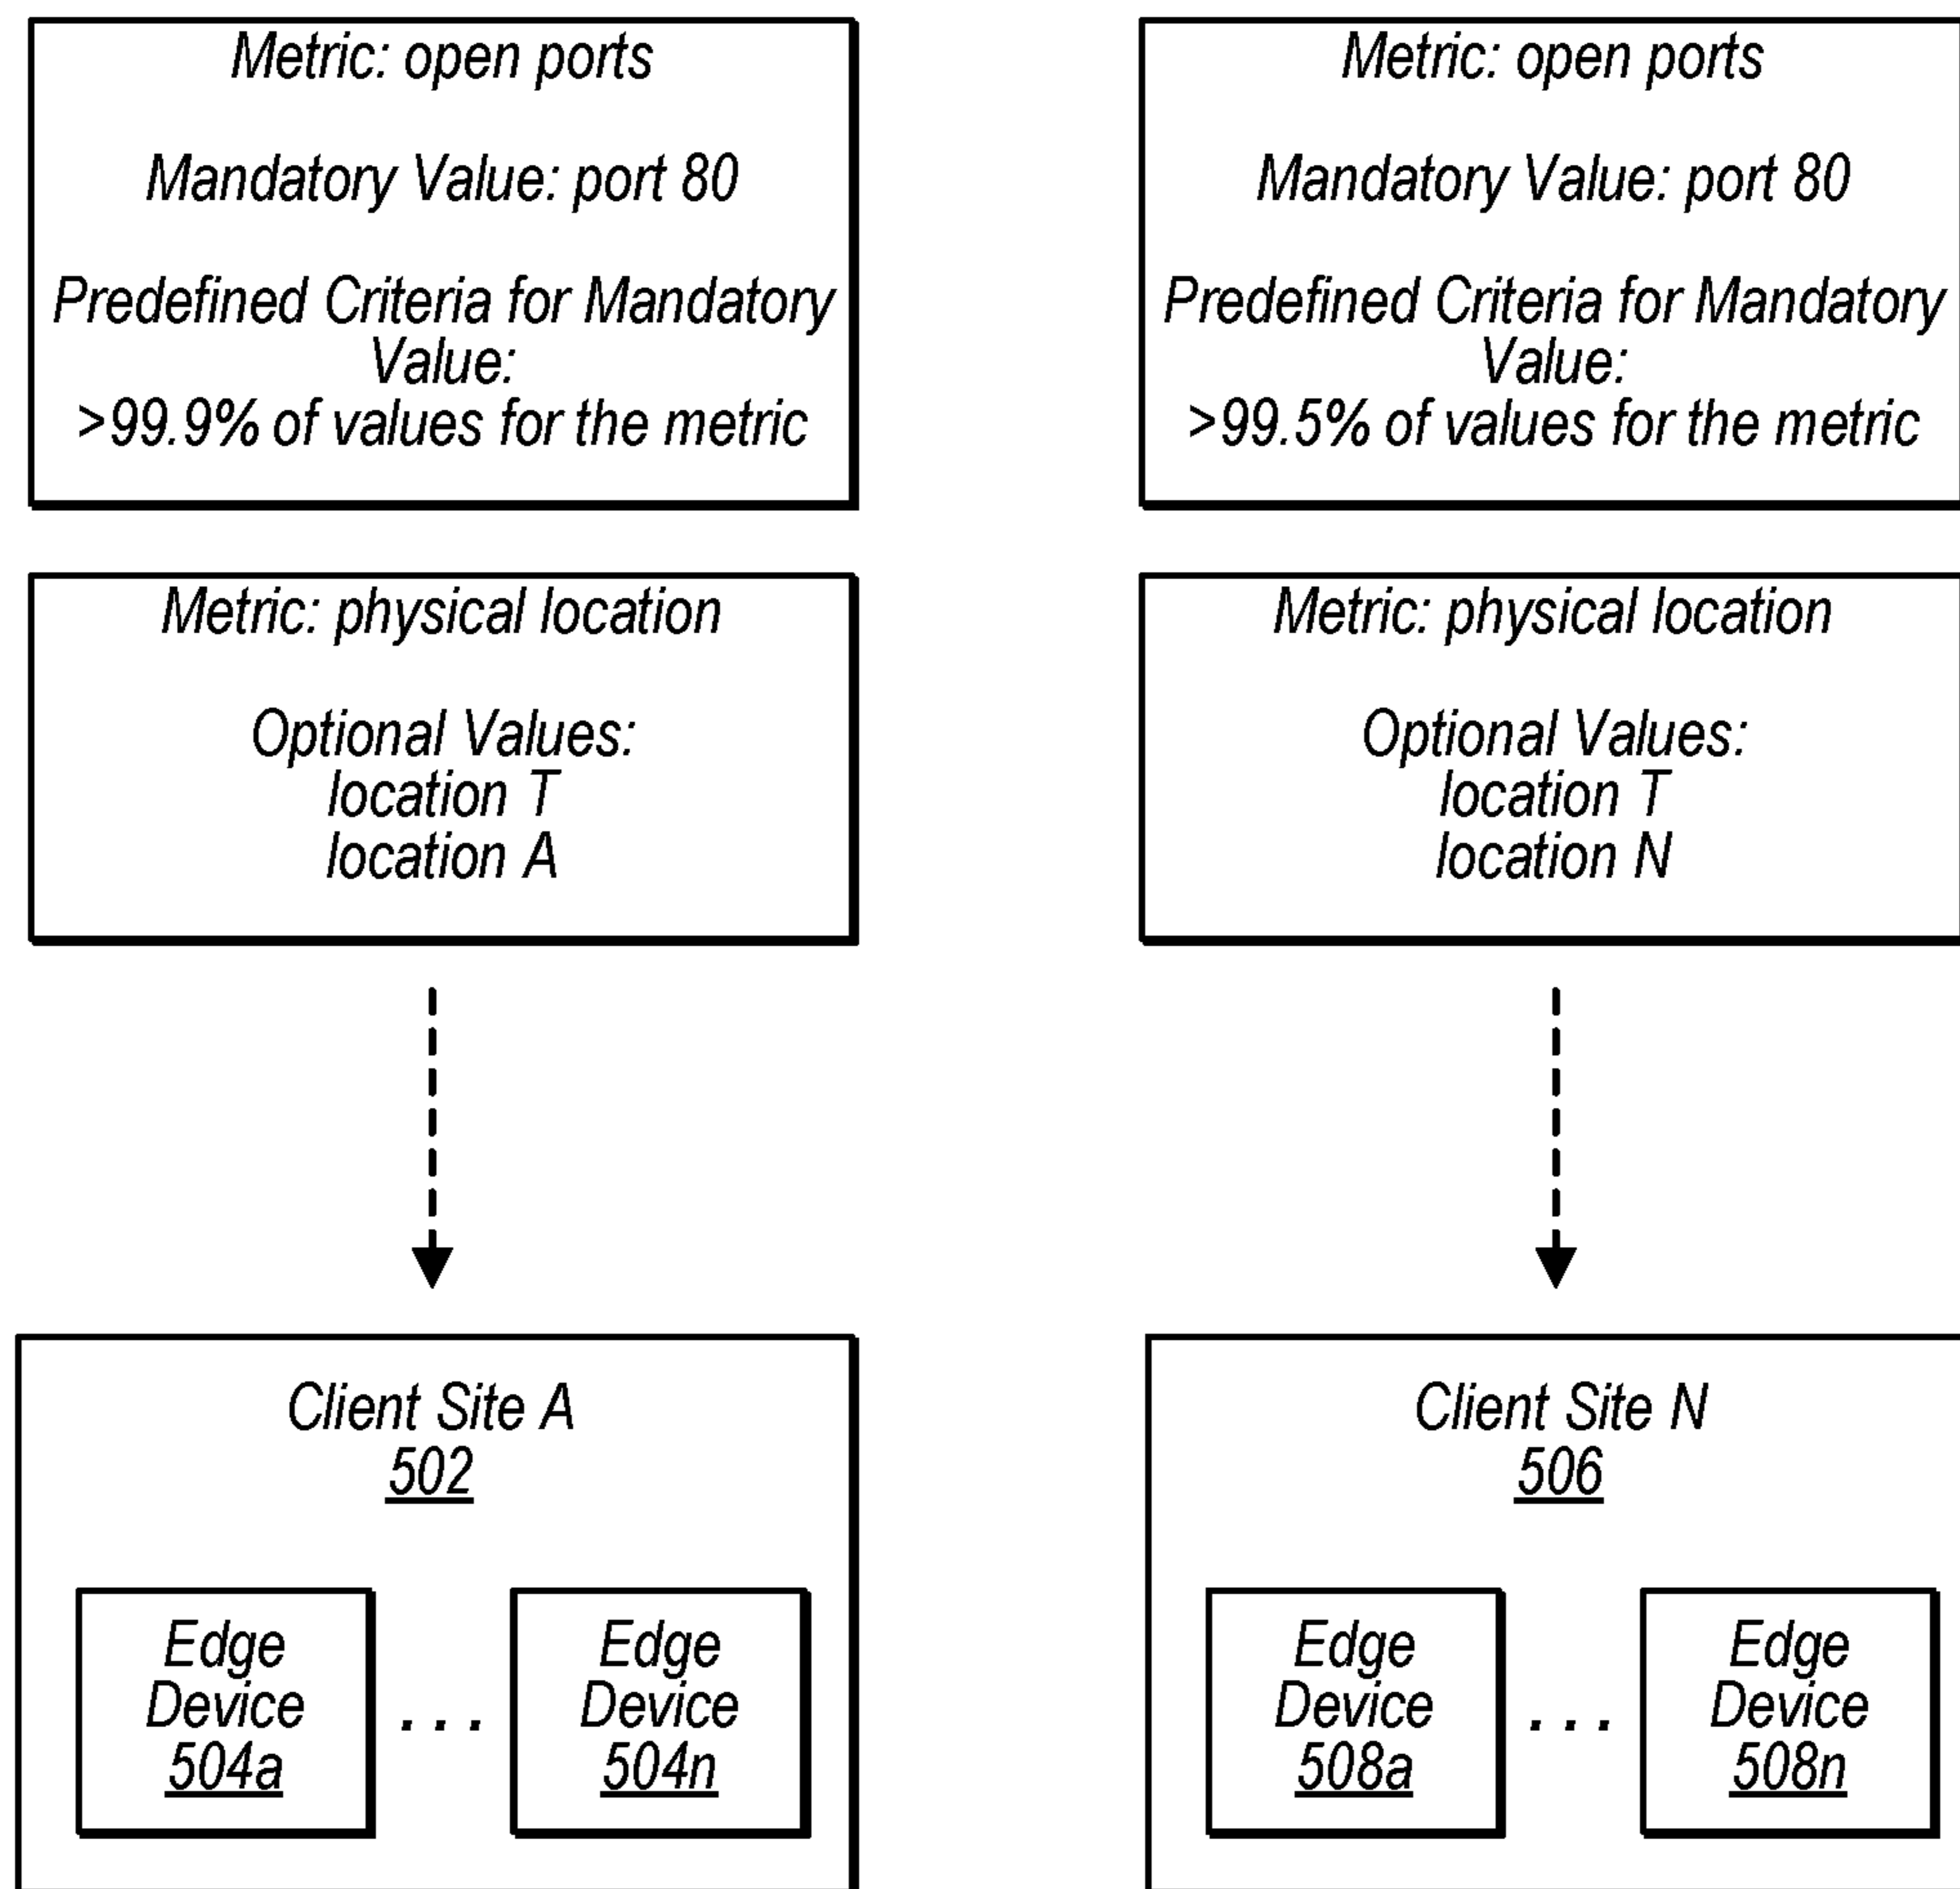 Metric: open ports
Mandatory Value: port 80
Predefined Criteria for Mandatory
Value:
>99.9% of values for the metric
Metric: open ports
Mandatory Value: port 80
Predefined Criteria for Mandatory
Value:
>99.5% of values for the metric
Metric: physical location
Optional Values:
location T
location A
Metric: physical location
Optional Values:
location T
location N
Client Site A
502
Edge
Device
504a
. . .
Edge
Device
504n
Client Site N
506
Edge
Device
508a
. . .
Edge
Device
508n